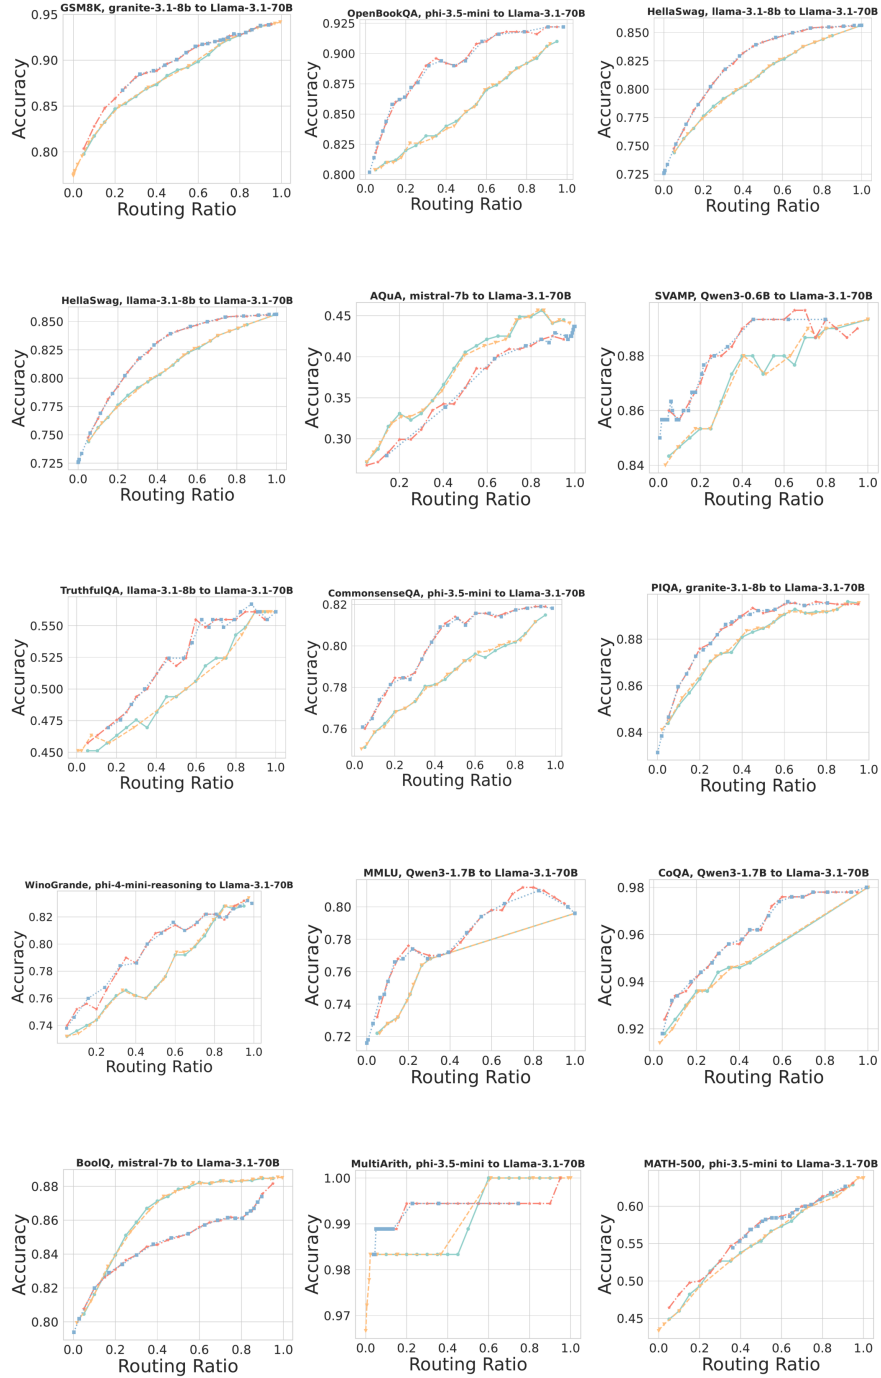 GSM8K, granite-3.1-8b to Llama-3.1-70B
0.95
0.90
0.85
0.80
Accuracy
0.0 0.2 0.4 0.6 0.8 1.0
Routing Ratio
OpenBookQA, phi-3.5-mini to Llama-3.1-70B
0.925
0.900
0.875
0.850
0.825
0.800
Accuracy
0.0 0.2 0.4 0.6 0.8 1.0
Routing Ratio
HellaSwag, llama-3.1-8b to Llama-3.1-70B
0.850
0.825
0.800
0.775
0.750
0.725
Accuracy
0.0 0.2 0.4 0.6 0.8 1.0
Routing Ratio
HellaSwag, llama-3.1-8b to Llama-3.1-70B
0.850
0.825
0.800
0.775
0.750
0.725
Accuracy
0.0 0.2 0.4 0.6 0.8 1.0
Routing Ratio
AQuA, mistral-7b to Llama-3.1-70B
0.45
0.40
0.35
0.30
Accuracy
0.2 0.4 0.6 0.8 1.0
Routing Ratio
SVAMP, Qwen3-0.6B to Llama-3.1-70B
0.88
0.86
0.84
Accuracy
0.0 0.2 0.4 0.6 0.8 1.0
Routing Ratio
TruthfulQA, llama-3.1-8b to Llama-3.1-70B
0.550
0.525
0.500
0.475
0.450
Accuracy
0.0 0.2 0.4 0.6 0.8 1.0
Routing Ratio
CommonsenseQA, phi-3.5-mini to Llama-3.1-70B
0.82
0.80
0.78
0.76
Accuracy
0.0 0.2 0.4 0.6 0.8 1.0
Routing Ratio
PIQA, granite-3.1-8b to Llama-3.1-70B
0.88
0.86
0.84
Accuracy
0.0 0.2 0.4 0.6 0.8 1.0
Routing Ratio
WinoGrande, phi-4-mini-reasoning to Llama-3.1-70B
0.82
0.80
0.78
0.76
0.74
Accuracy
0.2 0.4 0.6 0.8 1.0
Routing Ratio
MMLU, Qwen3-1.7B to Llama-3.1-70B
0.80
0.78
0.76
0.74
0.72
Accuracy
0.0 0.2 0.4 0.6 0.8 1.0
Routing Ratio
CoQA, Qwen3-1.7B to Llama-3.1-70B
0.98
0.96
0.94
0.92
Accuracy
0.0 0.2 0.4 0.6 0.8 1.0
Routing Ratio
BoolQ, mistral-7b to Llama-3.1-70B
0.88
0.86
0.84
0.82
0.80
Accuracy
0.0 0.2 0.4 0.6 0.8 1.0
Routing Ratio
MultiArith, phi-3.5-mini to Llama-3.1-70B
1.00
0.99
0.98
0.97
Accuracy
0.0 0.2 0.4 0.6 0.8 1.0
Routing Ratio
MATH-500, phi-3.5-mini to Llama-3.1-70B
0.60
0.55
0.50
0.45
Accuracy
0.0 0.2 0.4 0.6 0.8 1.0
Routing Ratio